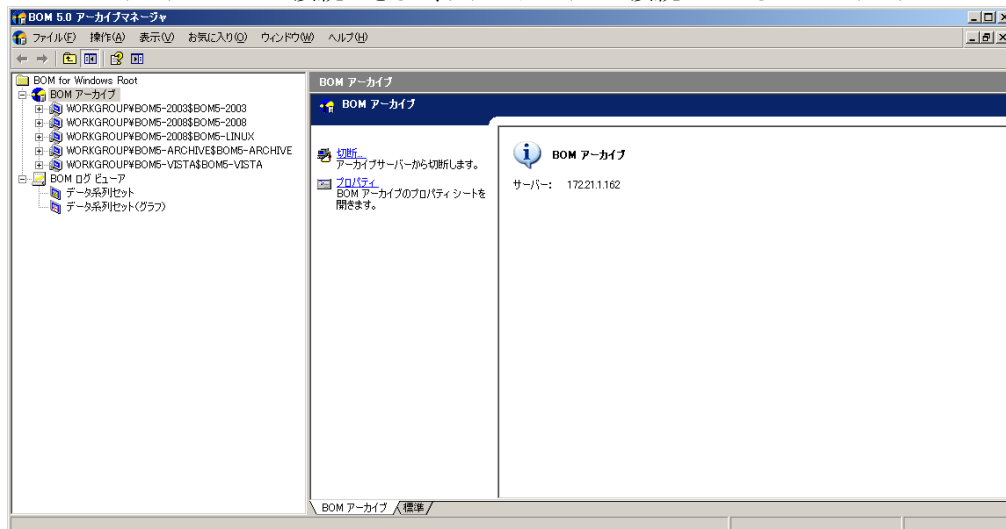 BOM 5.0 アーカイブマネージャ
ファイル(F) 操作(A) 表示(V) お気に入り(O) ウィンドウ(W) ヘルプ(H)
BOM for Windows Root
BOM アーカイブ
WORKGROUP¥BOM5-2003$BOM5-2003
WORKGROUP¥BOM5-2008$BOM5-2008
WORKGROUP¥BOM5-2008$BOM5-LINUX
WORKGROUP¥BOM5-ARCHIVE$BOM5-ARCHIVE
WORKGROUP¥BOM5-VISTA$BOM5-VISTA
BOM ログ ビューア
データ系列セット
データ系列セット(グラフ)
BOM アーカイブ
BOM アーカイブ
切断...
アーカイブサーバーから切断します。
プロパティ
BOM アーカイブのプロパティ シートを
開きます。
BOM アーカイブ
サーバー: 172.21.1.162
BOM アーカイブ 標準